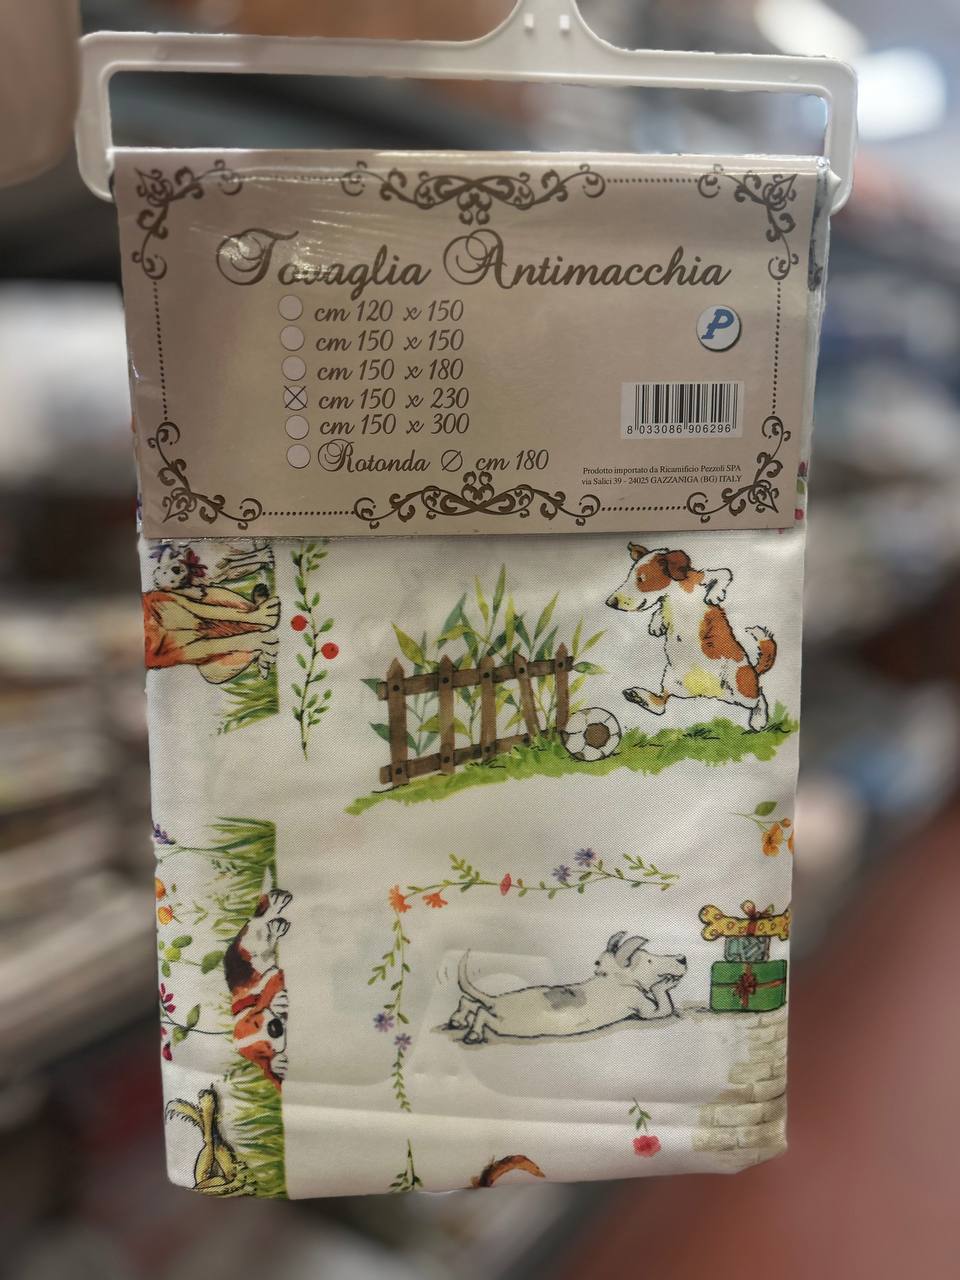 Tovaglia Antimacchia
cm 120 x 150
cm 150 x 150
cm 150 x 180
cm 150 x 230
cm 150 x 300
Rotonda Ø cm 180
P
8 033086 906296
Prodotto importato da Ricamificio Pezzoli SPA
via Salici 39 - 24025 GAZZANIGA (BG) ITALY